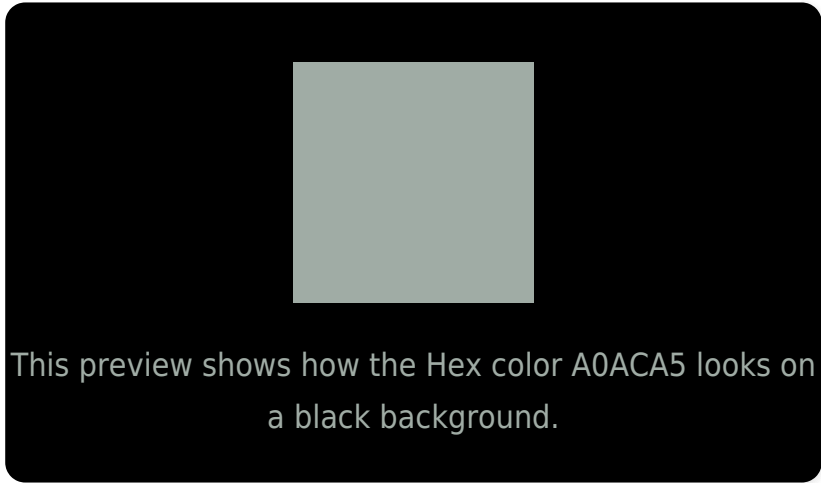 This preview shows how the Hex color A0ACA5 looks on
a black background.